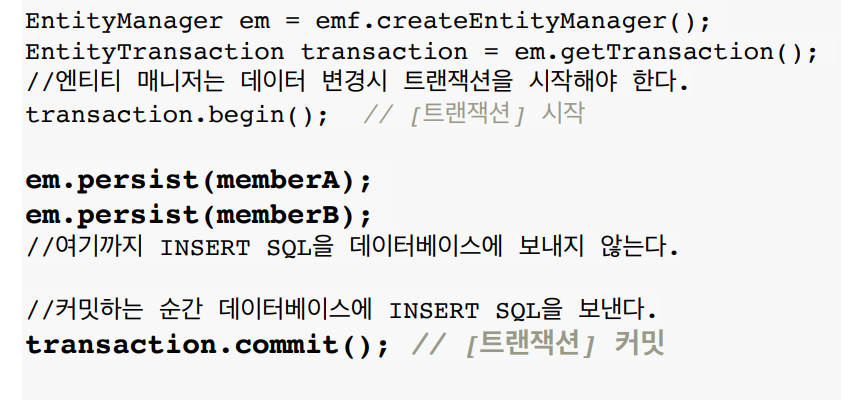 EntityManager em = emf.createEntityManager();
EntityTransaction transaction = em.getTransaction();
//엔티티 매니저는 데이터 변경시 트랜잭션을 시작해야 한다.
transaction.begin(); // [트랜잭션] 시작
em.persist(memberA);
em.persist(memberB);
//여기까지 INSERT SQL을 데이터베이스에 보내지 않는다.
//커밋하는 순간 데이터베이스에 INSERT SQL을 보낸다.
transaction.commit(); // [트랜잭션] 커밋